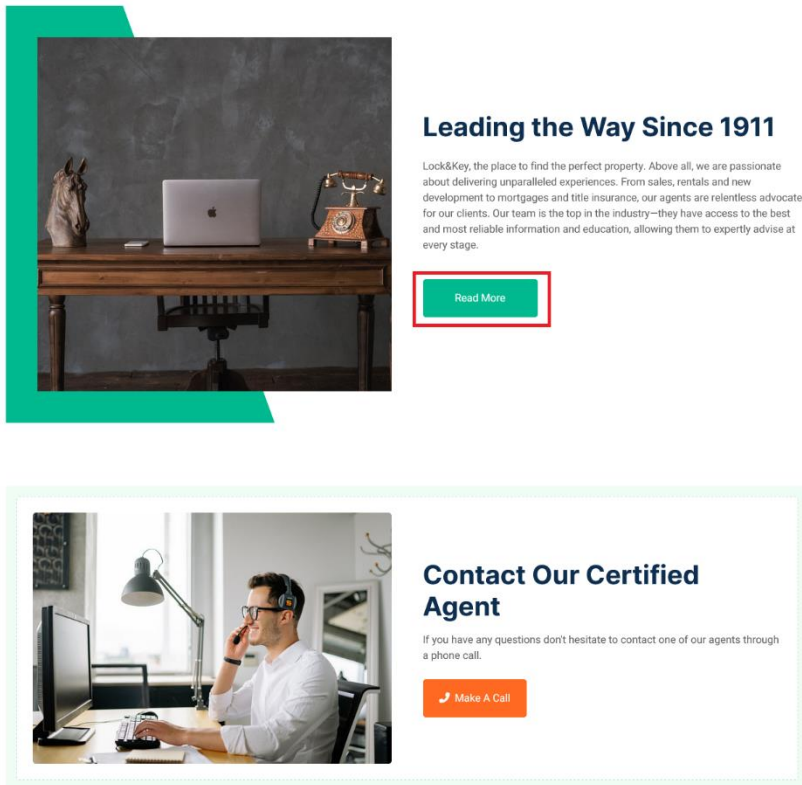 Leading the Way Since 1911
Lock&Key, the place to find the perfect property. Above all, we are passionate
about delivering unparalleled experiences. From sales, rentals and new
development to mortgages and title insurance, our agents are relentless advocate
for our clients. Our team is the top in the industry—they have access to the best
and most reliable information and education, allowing them to expertly advise at
every stage.
Read More
Contact Our Certified
Agent
If you have any questions don't hesitate to contact one of our agents through
a phone call.
Make A Call